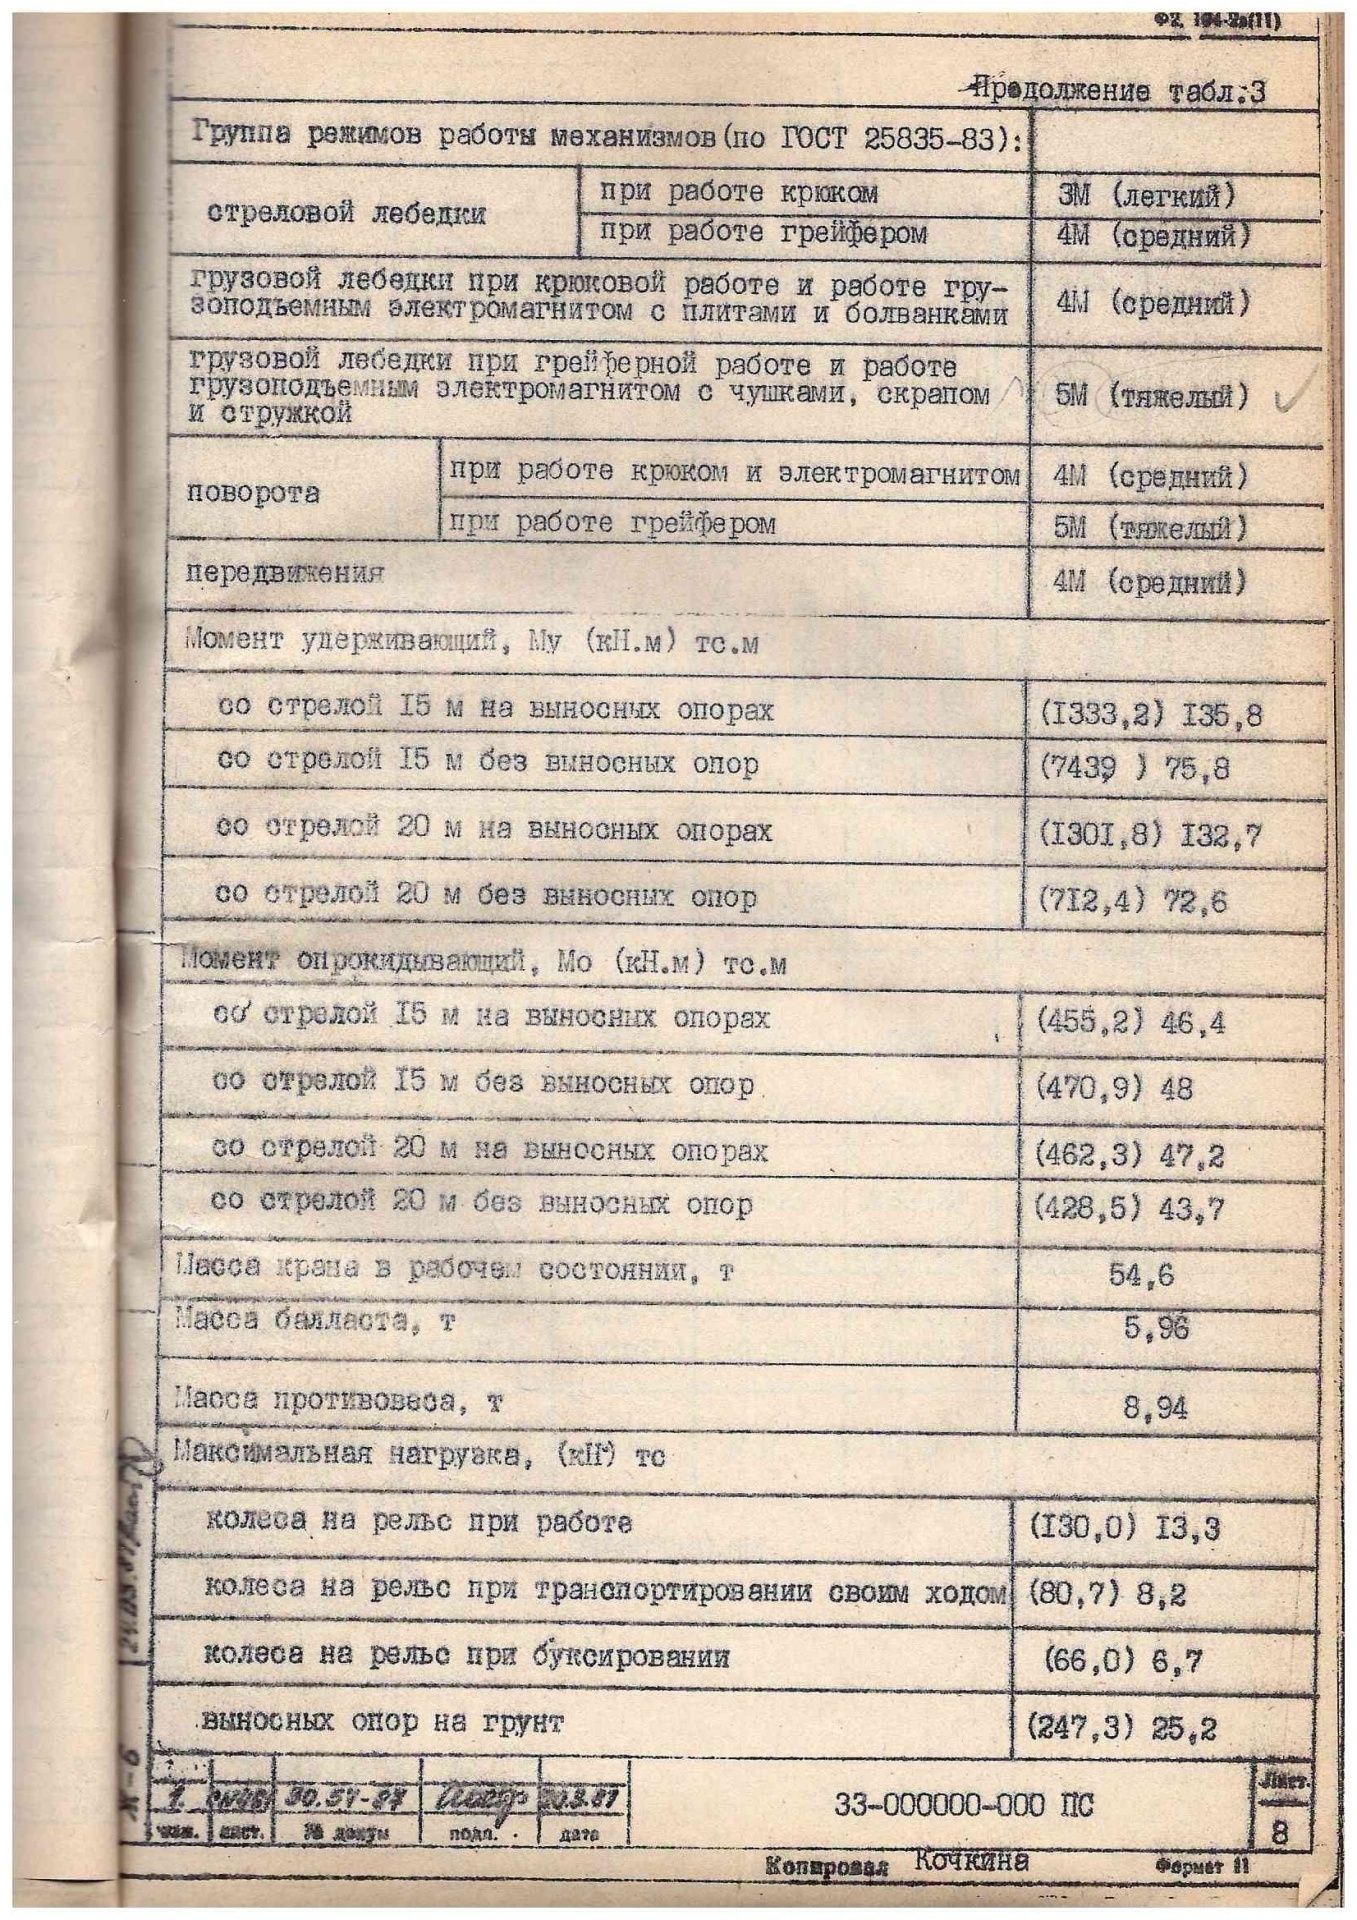 Ф2. 104-2а(11)
Продолжение табл.3
Группа режимов работы механизмов (по ГОСТ 25835-83):
стреловой лебедки
при работе крюком
3М (легкий)
при работе грейфером
4М (средний)
грузовой лебедки при крюковой работе и работе гру-
зоподъемным электромагнитом с плитами и болванками
4М (средний)
грузовой лебедки при грейферной работе и работе
грузоподъемным электромагнитом с чушками, скрапом
и стружкой
5М (тяжелый)
поворота
при работе крюком и электромагнитом
4М (средний)
при работе грейфером
5М (тяжелый)
передвижения
4М (средний)
Момент удерживающий, Му (кН.м) тс.м
со стрелой 15 м на выносных опорах
(1333,2) 135,8
со стрелой 15 м без выносных опор
(7439 ) 75,8
со стрелой 20 м на выносных опорах
(1301,8) 132,7
со стрелой 20 м без выносных опор
(712,4) 72,6
Момент опрокидывающий, Мо (кН.м) тс.м
со стрелой 15 м на выносных опорах
(455,2) 46,4
со стрелой 15 м без выносных опор
(470,9) 48
со стрелой 20 м на выносных опорах
(462,3) 47,2
со стрелой 20 м без выносных опор
(428,5) 43,7
Масса крана в рабочем состоянии, т
54,6
Масса балласта, т
5,96
Масса противовеса, т
8,94
Максимальная нагрузка, (кН) тс
колеса на рельс при работе
(130,0) 13,3
колеса на рельс при транспортировании своим ходом
(80,7) 8,2
колеса на рельс при буксировании
(66,0) 6,7
выносных опор на грунт
(247,3) 25,2
1. 30.54-87 30.3.87
изм. лист. № докум подп. дата
33-000000-000 ПС
Лист.
8
Копировал Кочкина Формат 11